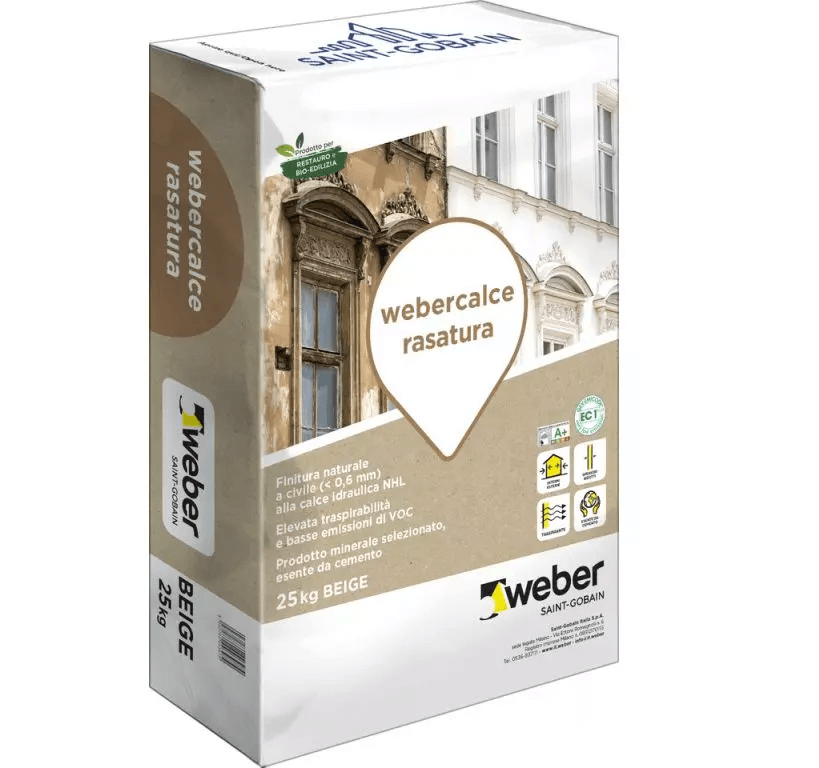 SAINT-GOBAIN
Prodotto per
RESTAURO e
BIO-EDILIZIA
webercalce
rasatura
webercalce
rasatura
EC1
A+
Finitura naturale
a civile (< 0,6 mm)
alla calce idraulica NHL
Elevata traspirabilità
e basse emissioni di VOC
Prodotto minerale selezionato,
esente da cemento
25kg BEIGE
TRASPIRANTE
weber
SAINT-GOBAIN
BEIGE
25kg
weber
SAINT-GOBAIN
Saint-Gobain Italia S.p.A.